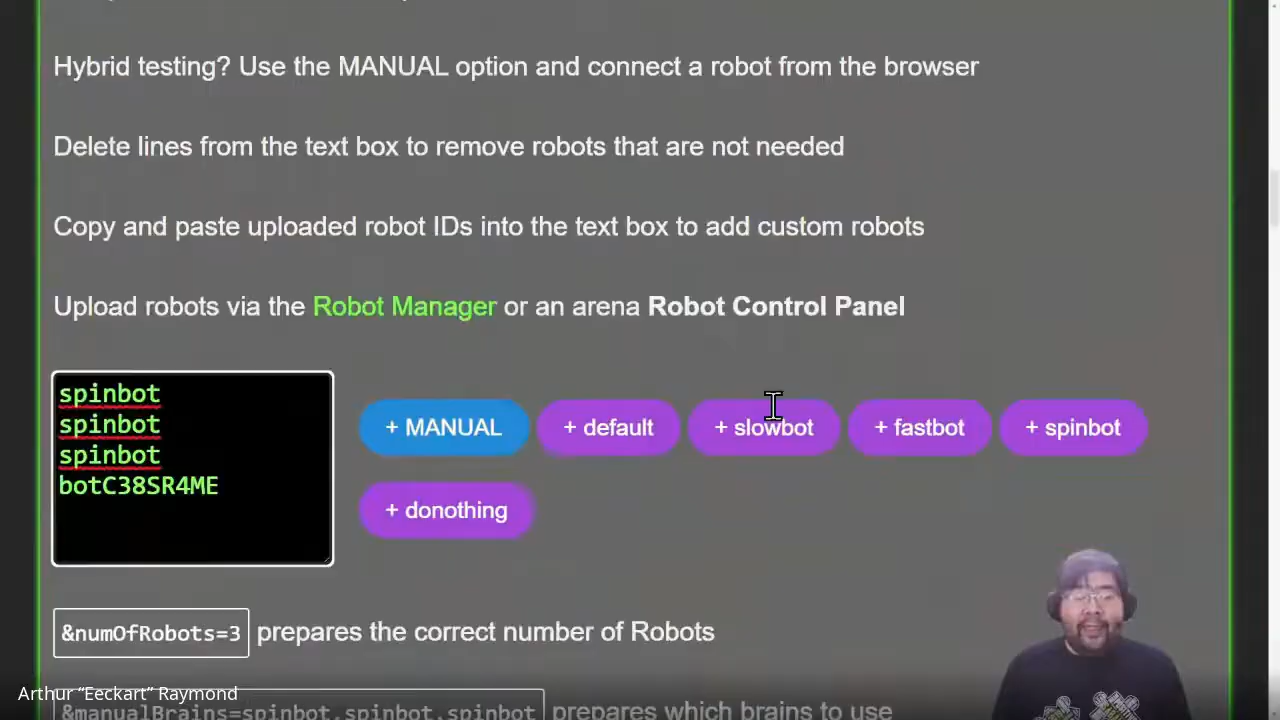 Hybrid testing? Use the MANUAL option and connect a robot from the browser
Delete lines from the text box to remove robots that are not needed
Copy and paste uploaded robot IDs into the text box to add custom robots
Upload robots via the Robot Manager or an arena Robot Control Panel
spinbot
spinbot
spinbot
botC38SR4ME
+ MANUAL
+ default
+ slowbot
+ fastbot
+ spinbot
+ donothing
&numOfRobots=3 prepares the correct number of Robots
Arthur “Eeckart” Raymond
&manualBrains=spinbot,spinbot,spinbot prepares which brains to use